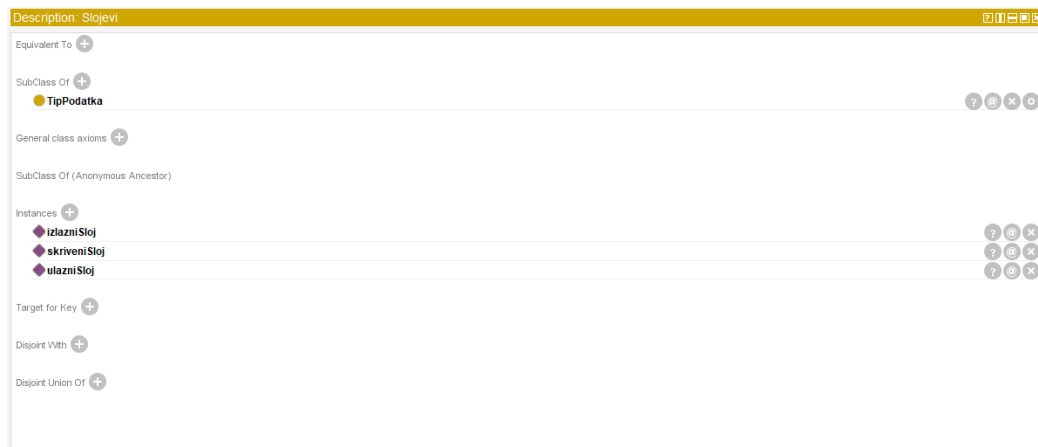 Description: Slojevi
Equivalent To
SubClass Of
TipPodatka
General class axioms
SubClass Of (Anonymous Ancestor)
Instances
izlazniSloj
skriveniSloj
ulazniSloj
Target for Key
Disjoint With
Disjoint Union Of